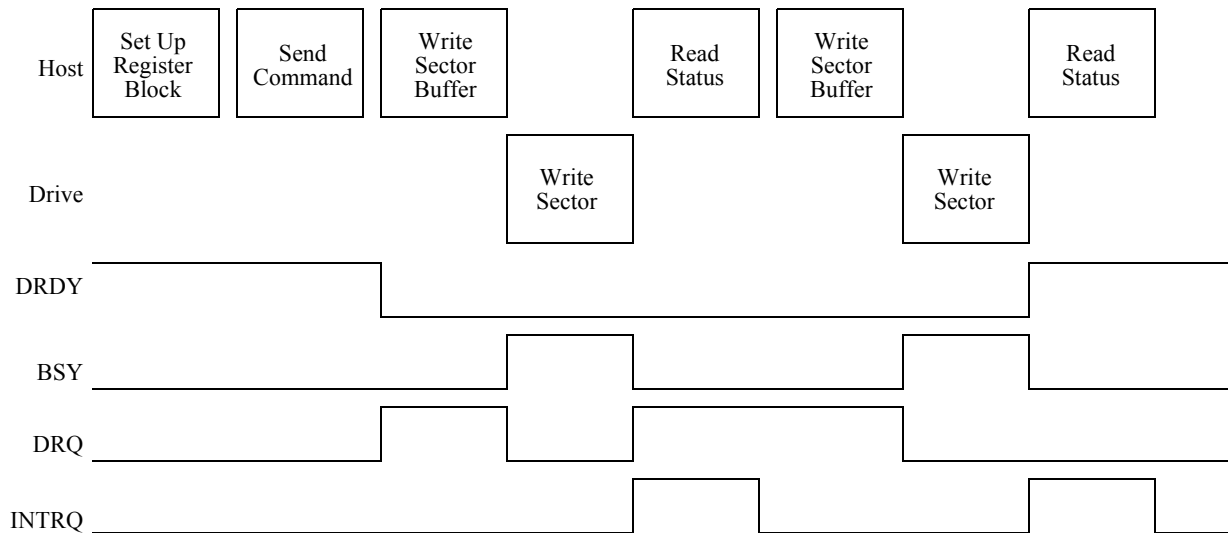 Host
Set Up
Register
Block
Send
Command
Write
Sector
Buffer
Read
Status
Write
Sector
Buffer
Read
Status
Drive
Write
Sector
Write
Sector
DRDY
BSY
DRQ
INTRQ